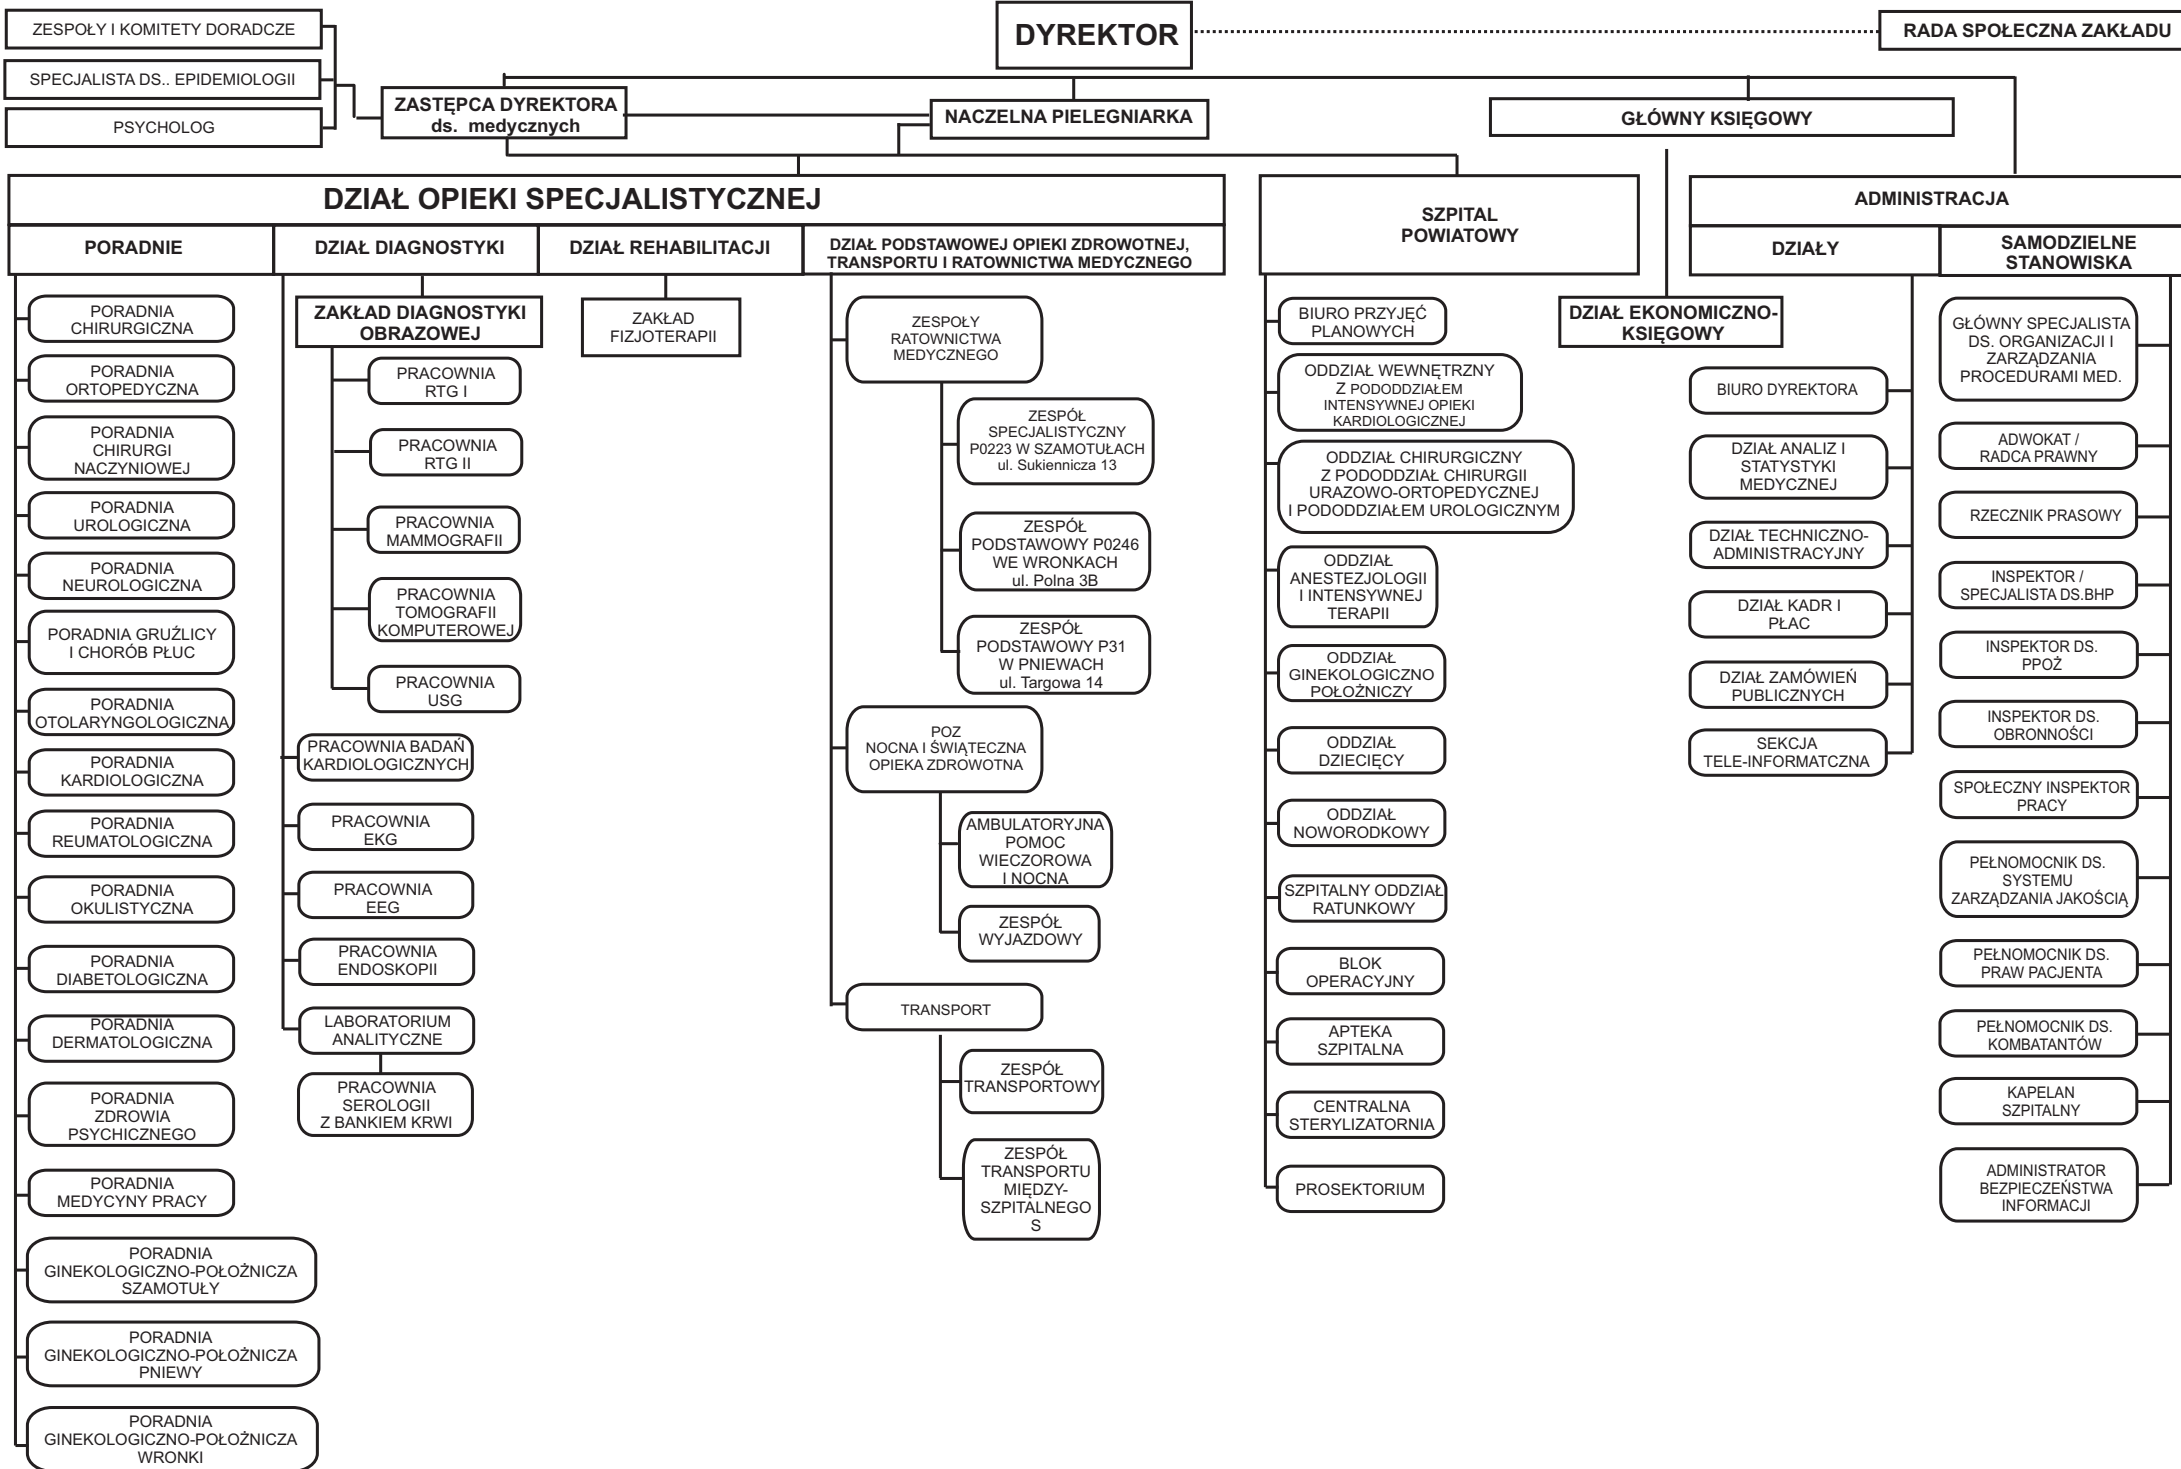 ZESPOŁY I KOMITETY DORADCZE
SPECJALISTA DS.. EPIDEMIOLOGII
PSYCHOLOG
DYREKTOR
RADA SPOŁECZNA ZAKŁADU
ZASTĘPCA DYREKTORA
ds. medycznych
NACZELNA PIELEGNIARKA
GŁÓWNY KSIĘGOWY
DZIAŁ OPIEKI SPECJALISTYCZNEJ
PORADNIE
DZIAŁ DIAGNOSTYKI
DZIAŁ REHABILITACJI
DZIAŁ PODSTAWOWEJ OPIEKI ZDROWOTNEJ,
TRANSPORTU I RATOWNICTWA MEDYCZNEGO
SZPITAL
POWIATOWY
ADMINISTRACJA
DZIAŁY
SAMODZIELNE
STANOWISKA
PORADNIA
CHIRURGICZNA
PORADNIA
ORTOPEDYCZNA
PORADNIA
CHIRURGI
NACZYNIOWEJ
PORADNIA
UROLOGICZNA
PORADNIA
NEUROLOGICZNA
PORADNIA GRUŹLICY
I CHORÓB PŁUC
PORADNIA
OTOLARYNGOLOGICZNA
PORADNIA
KARDIOLOGICZNA
PORADNIA
REUMATOLOGICZNA
PORADNIA
OKULISTYCZNA
PORADNIA
DIABETOLOGICZNA
PORADNIA
DERMATOLOGICZNA
PORADNIA
ZDROWIA
PSYCHICZNEGO
PORADNIA
MEDYCYNY PRACY
PORADNIA
GINEKOLOGICZNO-POŁOŻNICZA
SZAMOTUŁY
PORADNIA
GINEKOLOGICZNO-POŁOŻNICZA
PNIEWY
PORADNIA
GINEKOLOGICZNO-POŁOŻNICZA
WRONKI
ZAKŁAD DIAGNOSTYKI
OBRAZOWEJ
PRACOWNIA
RTG I
PRACOWNIA
RTG II
PRACOWNIA
MAMMOGRAFII
PRACOWNIA
TOMOGRAFII
KOMPUTEROWEJ
PRACOWNIA
USG
PRACOWNIA BADAŃ
KARDIOLOGICZNYCH
PRACOWNIA
EKG
PRACOWNIA
EEG
PRACOWNIA
ENDOSKOPII
LABORATORIUM
ANALITYCZNE
PRACOWNIA
SEROLOGII
Z BANKIEM KRWI
ZAKŁAD
FIZJOTERAPII
ZESPOŁY
RATOWNICTWA
MEDYCZNEGO
ZESPÓŁ
SPECJALISTYCZNY
P0223 W SZAMOTUŁACH
ul. Sukiennicza 13
ZESPÓŁ
PODSTAWOWY P0246
WE WRONKACH
ul. Polna 3B
ZESPÓŁ
PODSTAWOWY P31
W PNIEWACH
ul. Targowa 14
POZ
NOCNA I ŚWIĄTECZNA
OPIEKA ZDROWOTNA
AMBULATORYJNA
POMOC
WIECZOROWA
I NOCNA
ZESPÓŁ
WYJAZDOWY
TRANSPORT
ZESPÓŁ
TRANSPORTOWY
ZESPÓŁ
TRANSPORTU
MIĘDZY-
SZPITALNEGO
S
BIURO PRZYJĘĆ
PLANOWYCH
ODDZIAŁ WEWNĘTRZNY
Z PODODDZIAŁEM
INTENSYWNEJ OPIEKI
KARDIOLOGICZNEJ
ODDZIAŁ CHIRURGICZNY
Z PODODDZIAŁ CHIRURGII
URAZOWO-ORTOPEDYCZNEJ
I PODODDZIAŁEM UROLOGICZNYM
ODDZIAŁ
ANESTEZJOLOGII
I INTENSYWNEJ
TERAPII
ODDZIAŁ
GINEKOLOGICZNO
POŁOŻNICZY
ODDZIAŁ
DZIECIĘCY
ODDZIAŁ
NOWORODKOWY
SZPITALNY ODDZIAŁ
RATUNKOWY
BLOK
OPERACYJNY
APTEKA
SZPITALNA
CENTRALNA
STERYLIZATORNIA
PROSEKTORIUM
DZIAŁ EKONOMICZNO-
KSIĘGOWY
BIURO DYREKTORA
DZIAŁ ANALIZ I
STATYSTYKI
MEDYCZNEJ
DZIAŁ TECHNICZNO-
ADMINISTRACYJNY
DZIAŁ KADR I
PŁAC
DZIAŁ ZAMÓWIEŃ
PUBLICZNYCH
SEKCJA
TELE-INFORMATCZNA
GŁÓWNY SPECJALISTA
DS. ORGANIZACJI I
ZARZĄDZANIA
PROCEDURAMI MED.
ADWOKAT /
RADCA PRAWNY
RZECZNIK PRASOWY
INSPEKTOR /
SPECJALISTA DS.BHP
INSPEKTOR DS.
PPOŻ
INSPEKTOR DS.
OBRONNOŚCI
SPOŁECZNY INSPEKTOR
PRACY
PEŁNOMOCNIK DS.
SYSTEMU
ZARZĄDZANIA JAKOŚCIĄ
PEŁNOMOCNIK DS.
PRAW PACJENTA
PEŁNOMOCNIK DS.
KOMBATANTÓW
KAPELAN
SZPITALNY
ADMINISTRATOR
BEZPIECZEŃSTWA
INFORMACJI